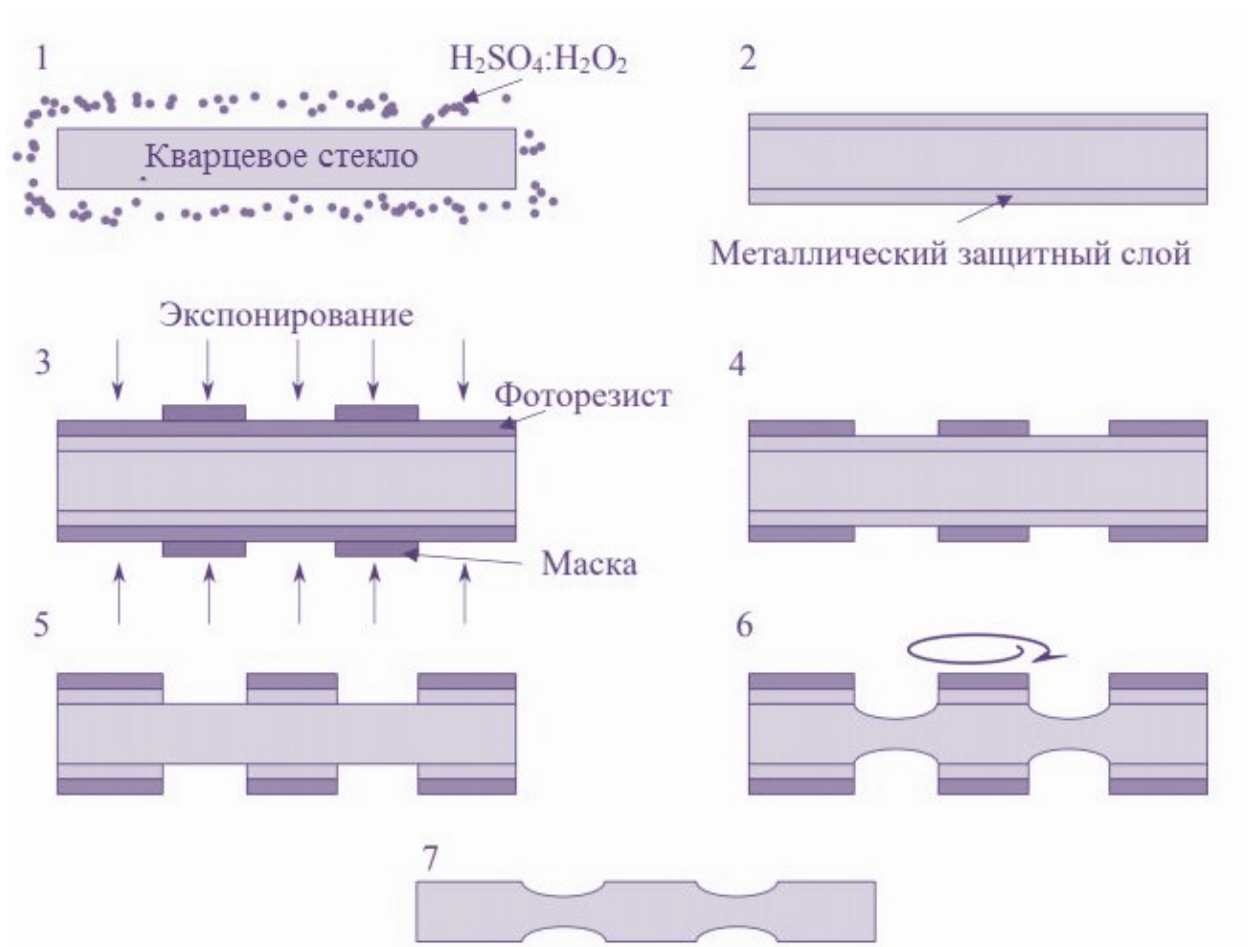 1
H₂SO₄:H₂O₂
Кварцевое стекло
2
Металлический защитный слой
Экспонирование
3
Фоторезист
Маска
4
5
6
7